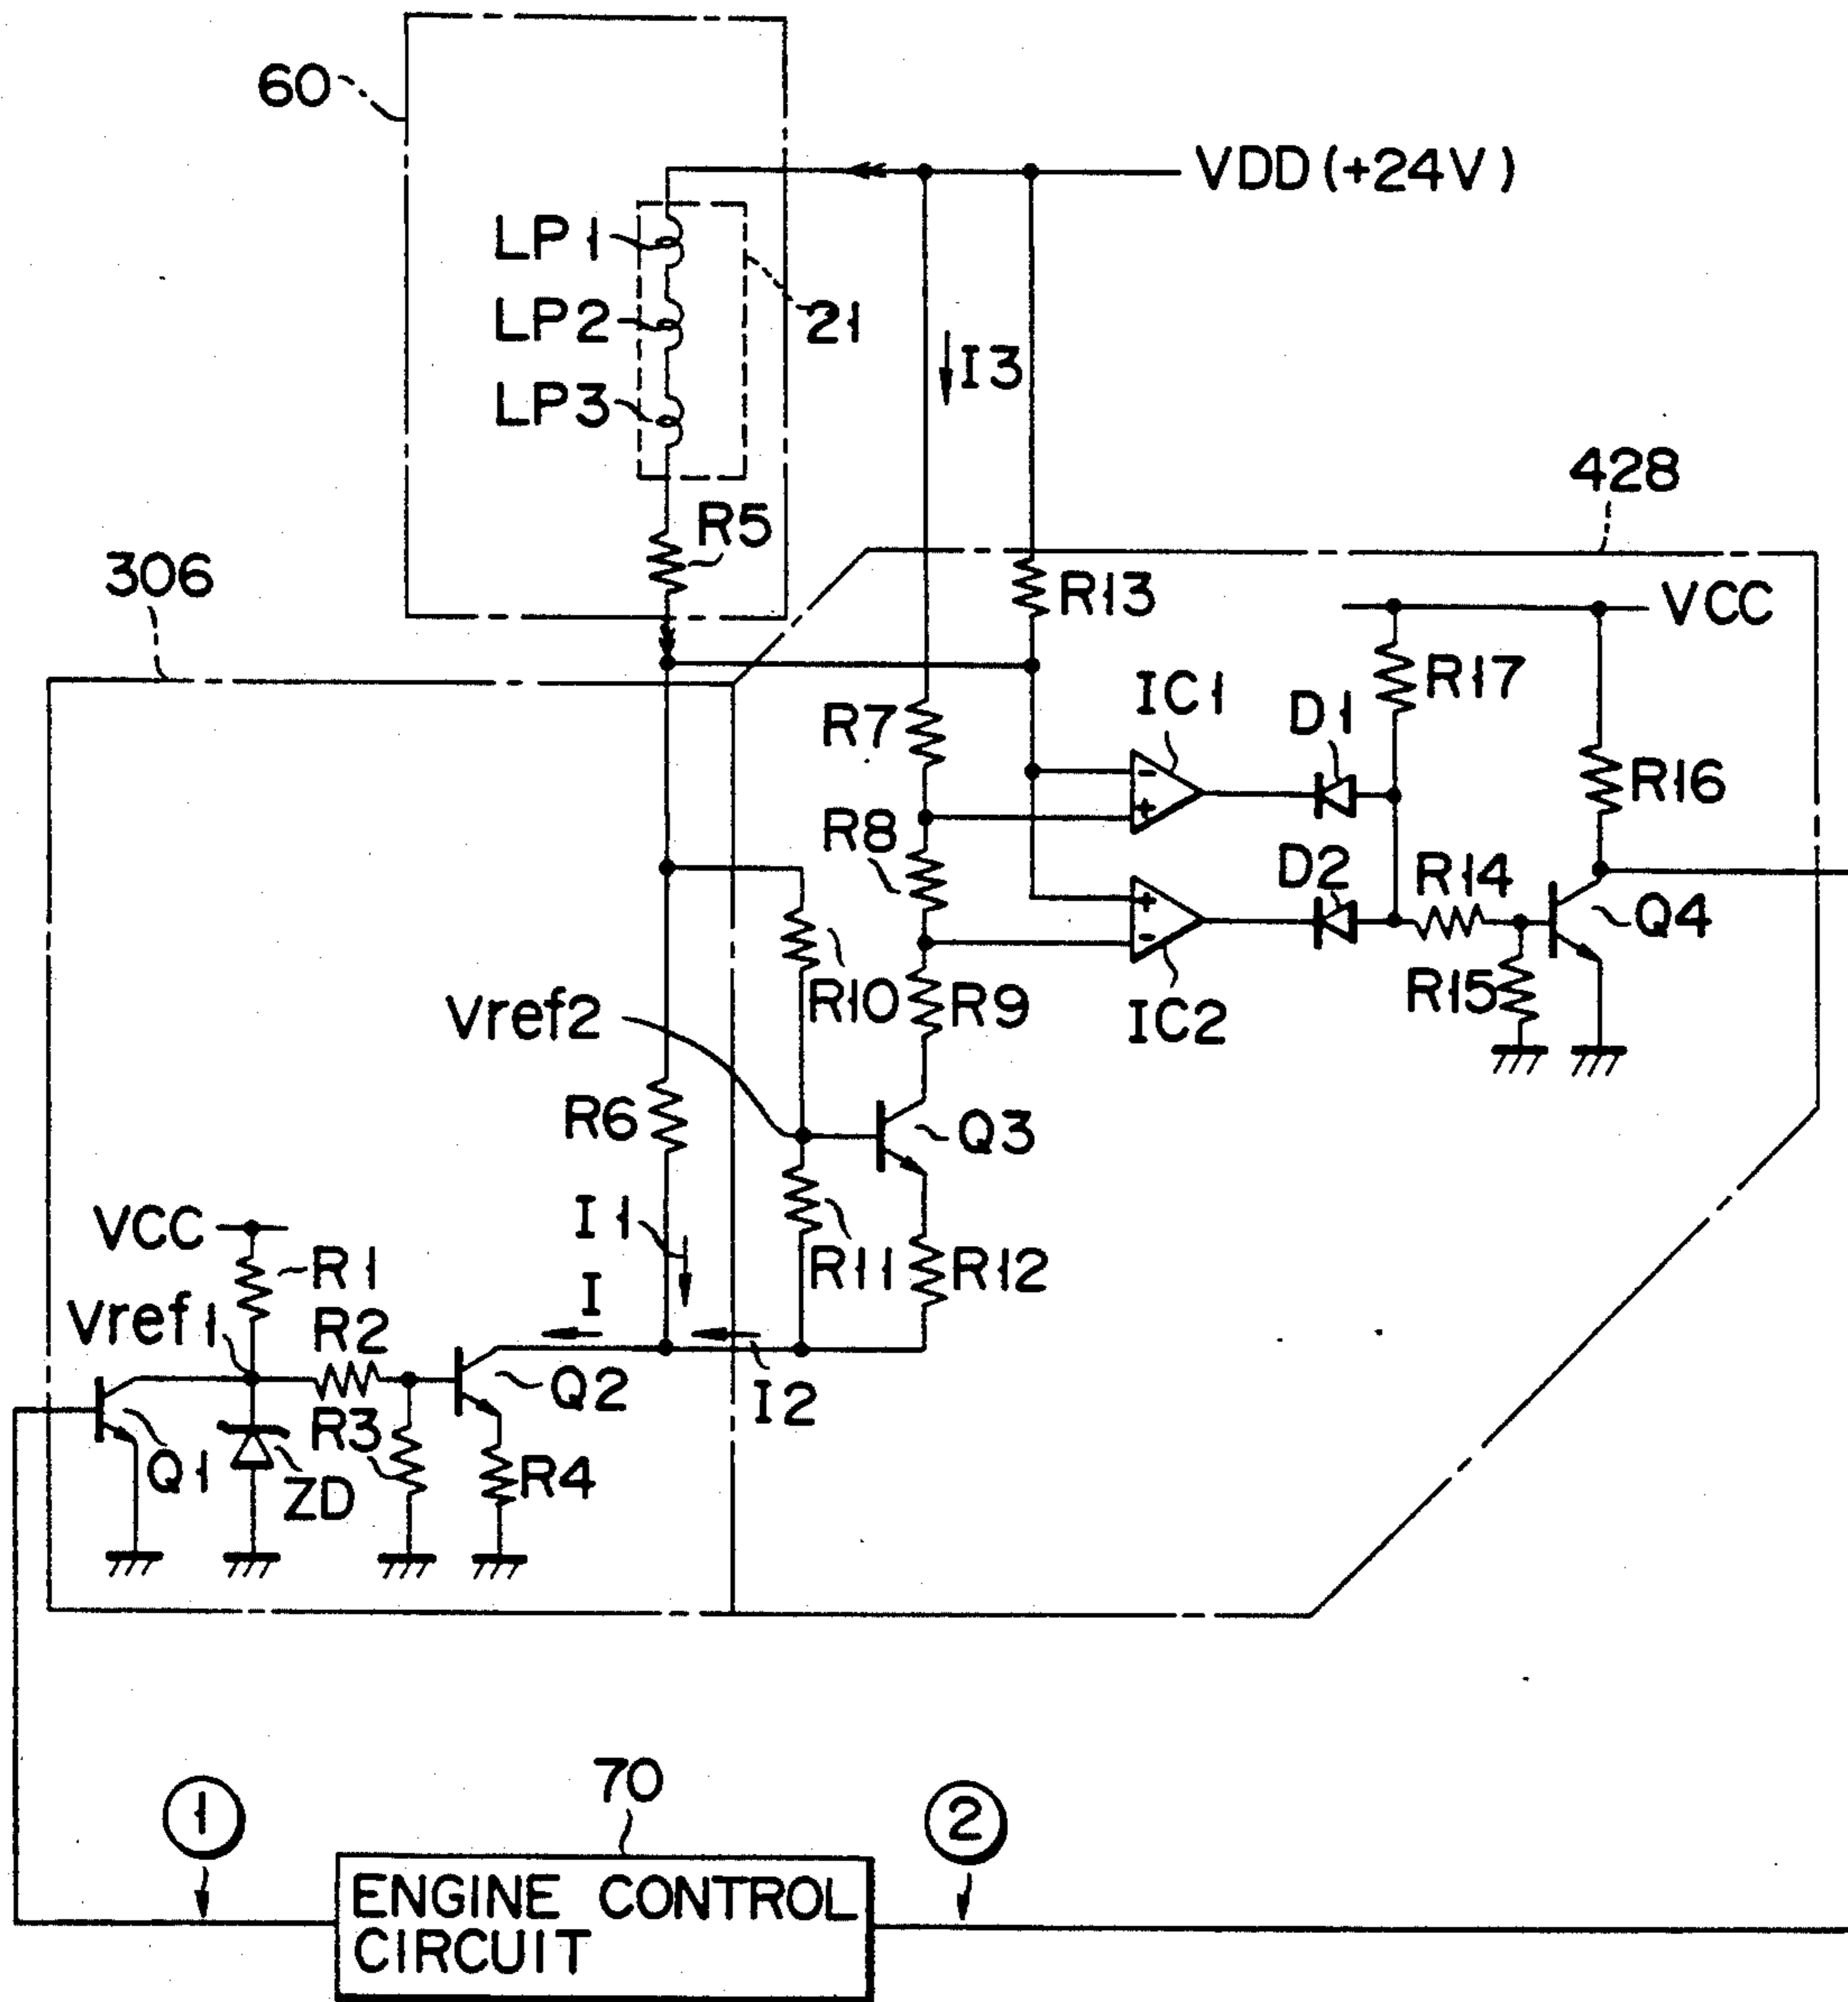 60
VDD(+24V)
LP1
LP2
21
LP3
I3
428
R5
306
R13
VCC
R17
IC1
D1
R7
R16
R8
D2
R14
Q4
R10
R9
R15
Vref2
IC2
R6
Q3
I1
VCC
R1
R11
R12
I
Vref1
R2
Q2
I2
R3
Q1
ZD
R4
70
1
2
ENGINE CONTROL
CIRCUIT